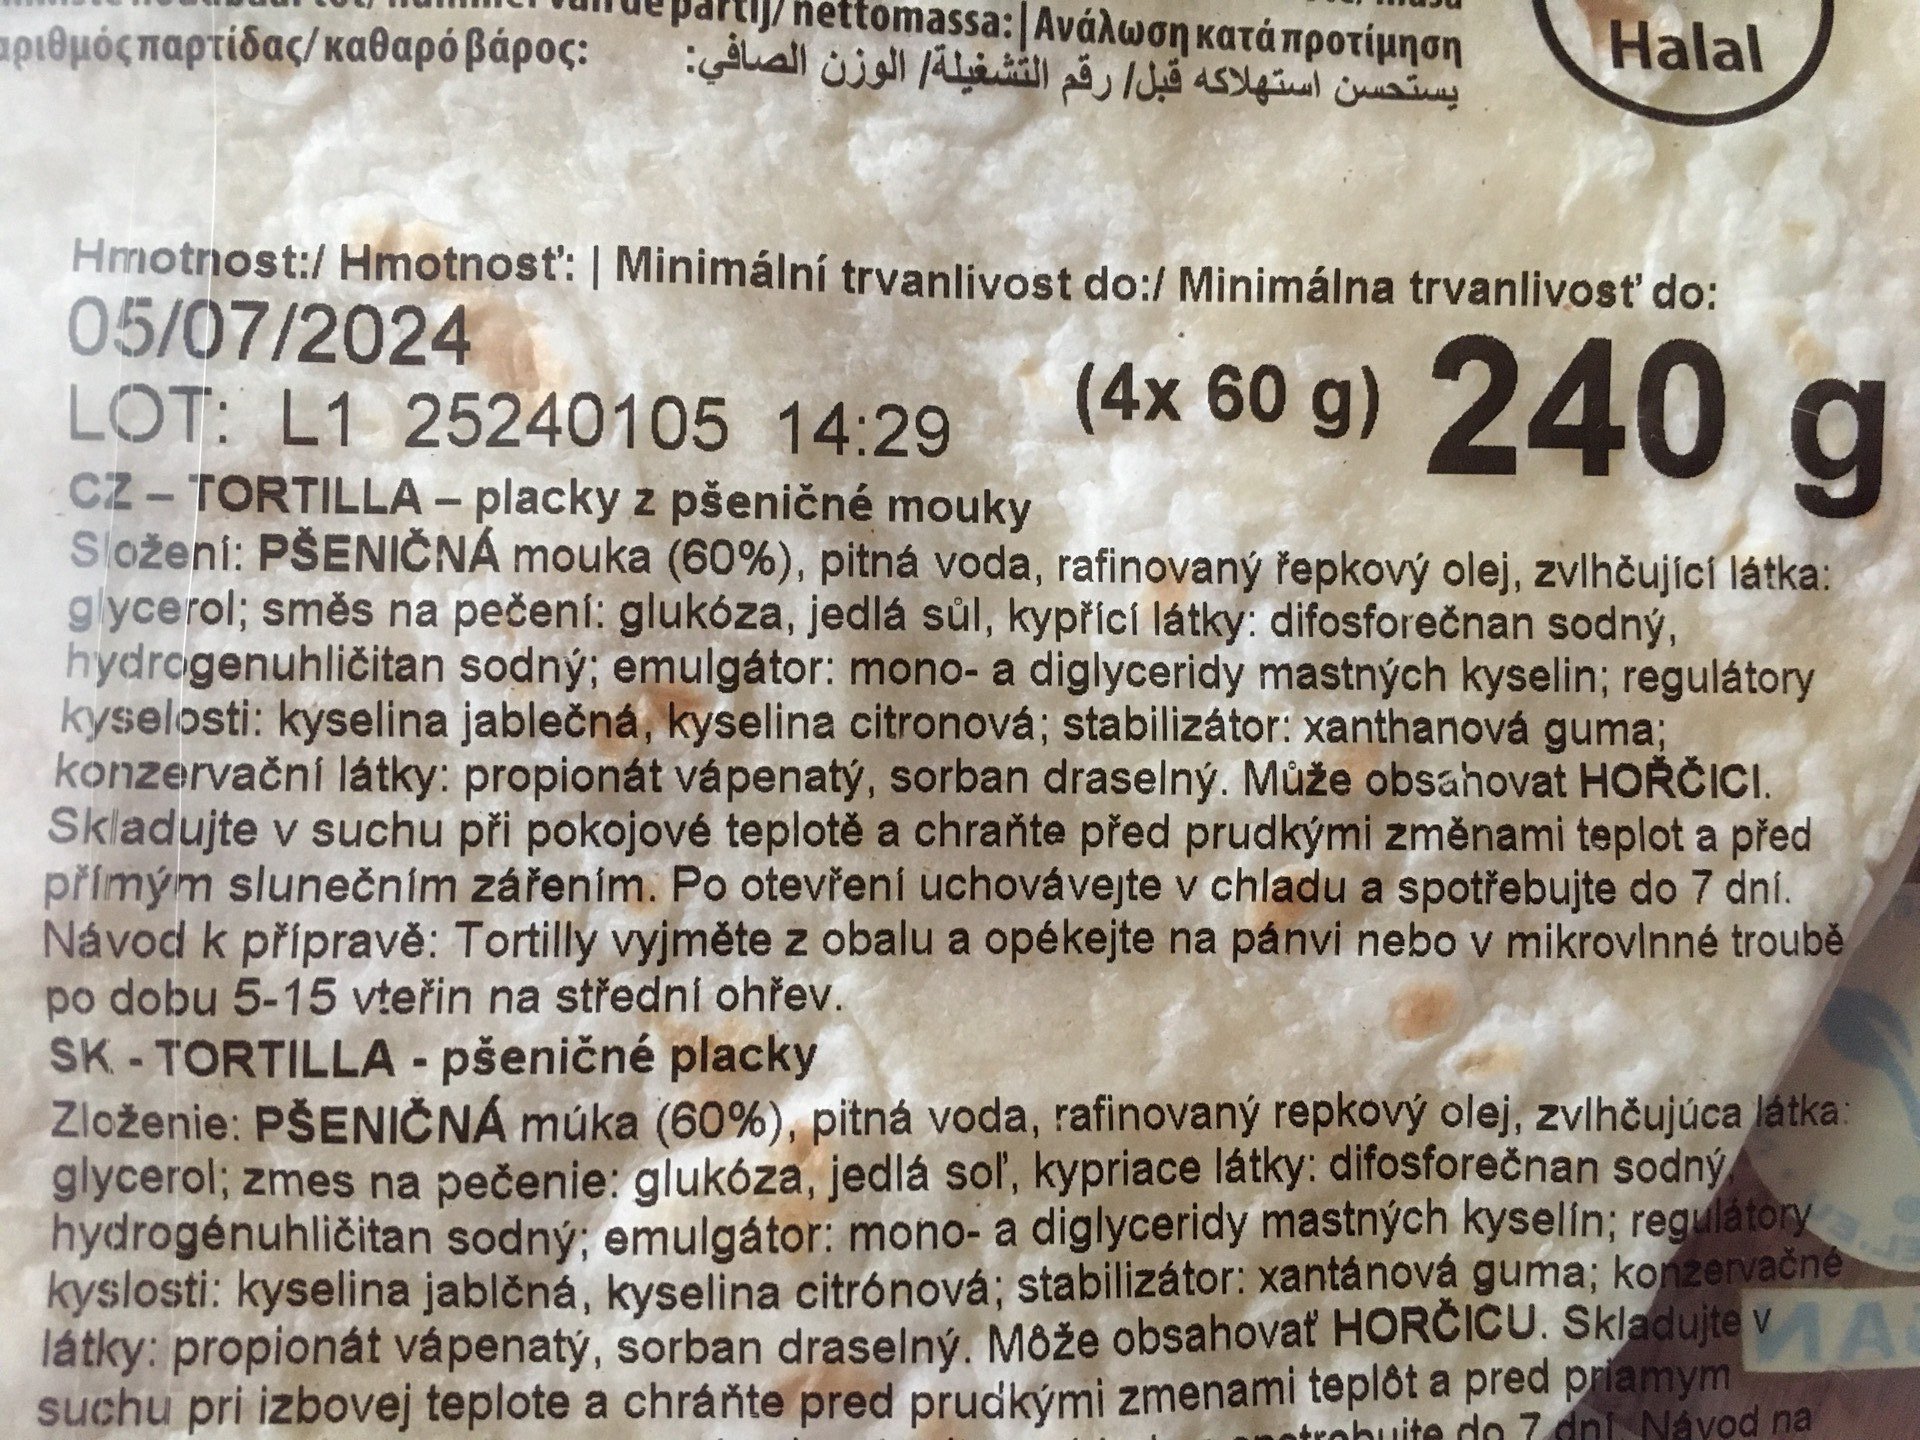 van de partij/ nettomassa:| Ανάλωση κατά προτίμηση
αριθμός παρτίδας/ καθαρό βάρος:
يستحسن استهلاكه قبل/ رقم التشغيلة/ الوزن الصافي:
Halal
Hmotnost:/ Hmotnosť: | Minimální trvanlivost do:/ Minimálna trvanlivosť do:
05/07/2024
LOT: L1 25240105 14:29
(4x 60 g) 240 g
CZ – TORTILLA – placky z pšeničné mouky
Složení: PŠENIČNÁ mouka (60%), pitná voda, rafinovaný řepkový olej, zvlhčující látka:
glycerol; směs na pečení: glukóza, jedlá sůl, kypřící látky: difosforečnan sodný,
hydrogenuhličitan sodný; emulgátor: mono- a diglyceridy mastných kyselin; regulátory
kyselosti: kyselina jablečná, kyselina citronová; stabilizátor: xanthanová guma;
konzervační látky: propionát vápenatý, sorban draselný. Může obsahovat HOŘČICI.
Skladujte v suchu při pokojové teplotě a chraňte před prudkými změnami teplot a před
přímým slunečním zářením. Po otevření uchovávejte v chladu a spotřebujte do 7 dní.
Návod k přípravě: Tortilly vyjměte z obalu a opékejte na pánvi nebo v mikrovlnné troubě
po dobu 5-15 vteřin na střední ohřev.
SK - TORTILLA - pšeničné placky
Zloženie: PŠENIČNÁ múka (60%), pitná voda, rafinovaný repkový olej, zvlhčujúca látka:
glycerol; zmes na pečenie: glukóza, jedlá soľ, kypriace látky: difosforečnan sodný,
hydrogénuhličitan sodný; emulgátor: mono- a diglyceridy mastných kyselín; regulátory
kyslosti: kyselina jablčná, kyselina citrónová; stabilizátor: xantánová guma; konzervačné
látky: propionát vápenatý, sorban draselný. Môže obsahovať HORČICU. Skladujte v
suchu pri izbovej teplote a chráňte pred prudkými zmenami teplôt a pred priamym
do 7 dní. Návod na